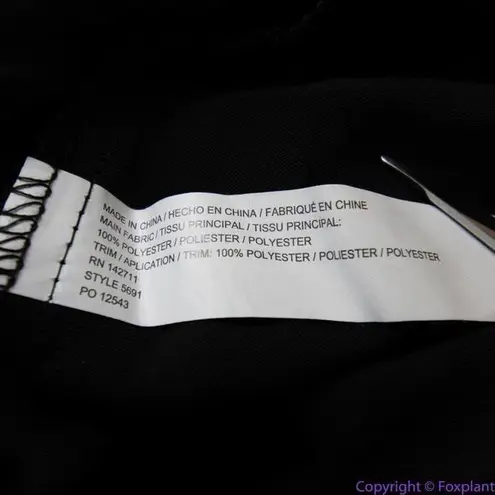 MADE IN CHINA / HECHO EN CHINA / FABRIQUÉ EN CHINE
MAIN FABRIC / TISSU PRINCIPAL / TISSU PRINCIPAL:
100% POLYESTER / POLIESTER / POLYESTER
TRIM / APLICATION / TRIM: 100% POLYESTER / POLIESTER / POLYESTER
RN 142711
STYLE 5691
PO 12543
Copyright © Foxplant